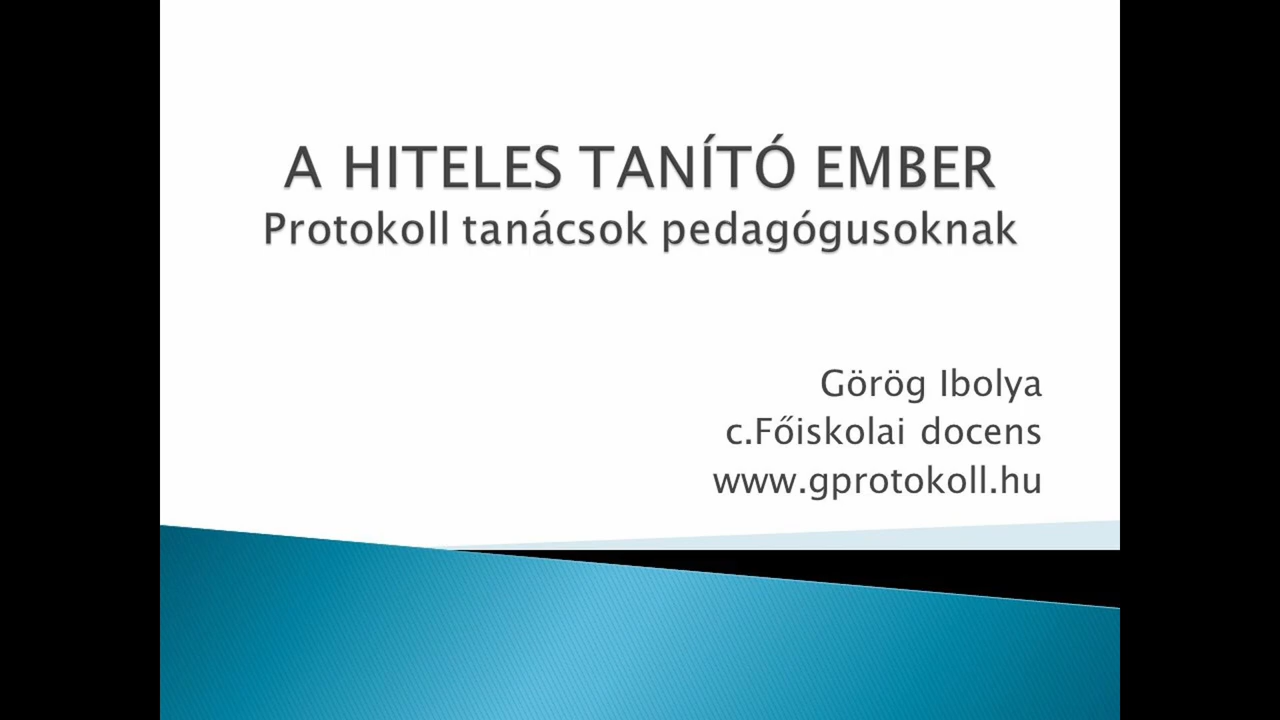 A HITELES TANÍTÓ EMBER
Protokoll tanácsok pedagógusoknak
Görög Ibolya
c.Főiskolai docens
www.gprotokoll.hu